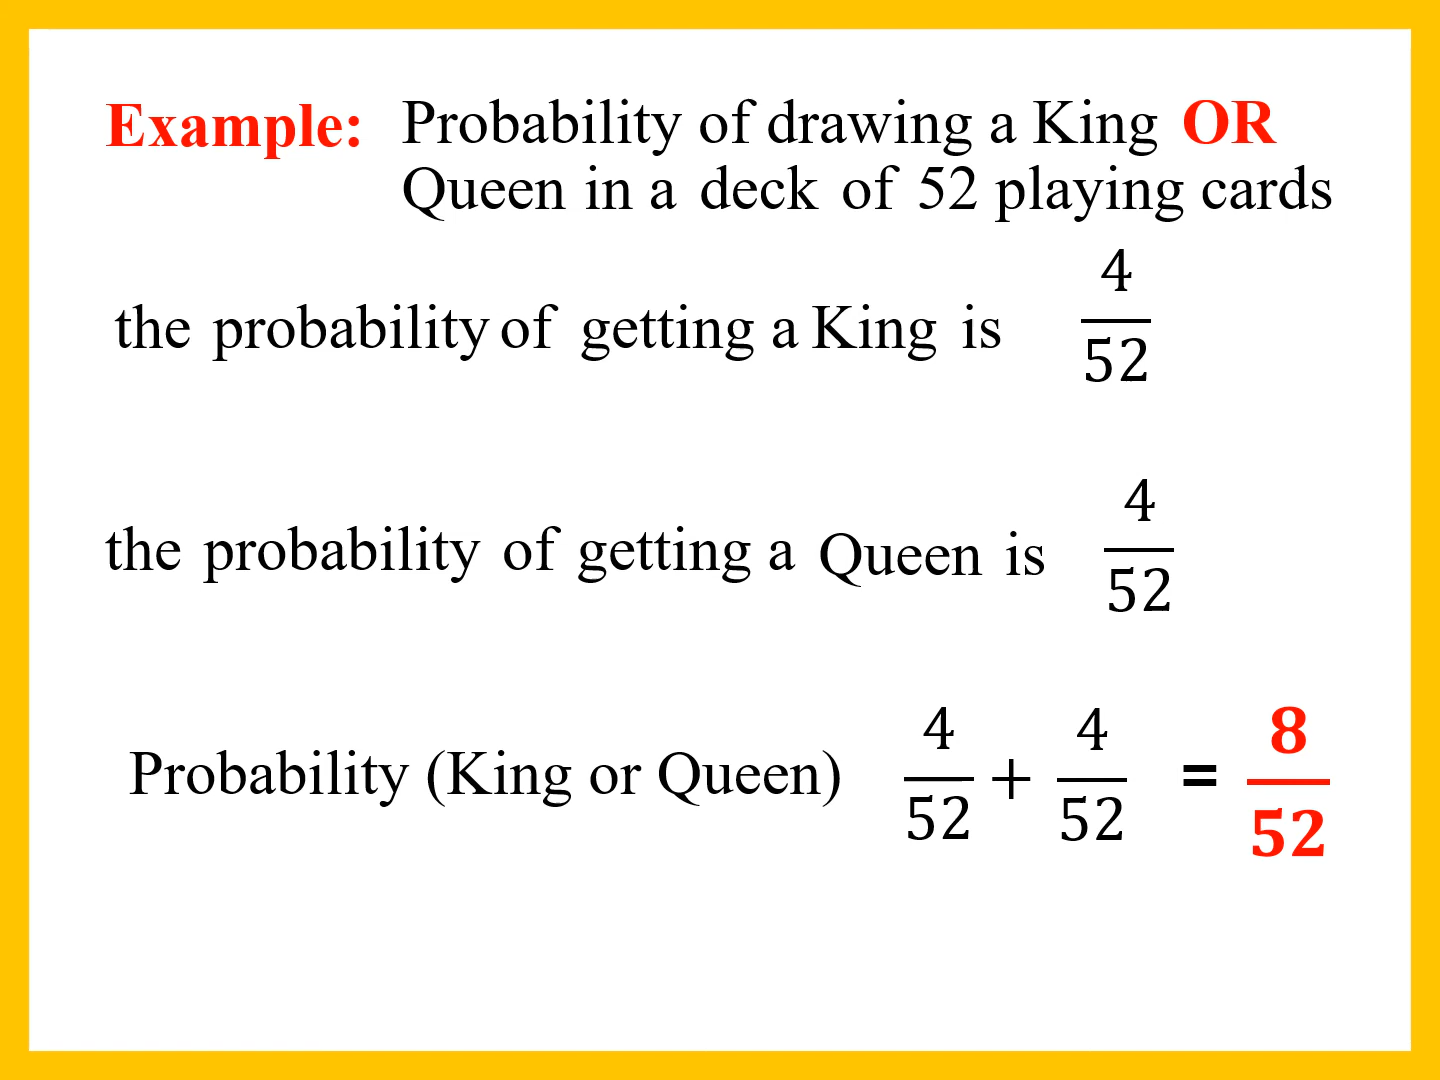 Example: Probability of drawing a King OR
Queen in a deck of 52 playing cards
the probability of getting a King is 4/52
the probability of getting a Queen is 4/52
Probability (King or Queen) 4/52 + 4/52 = 8/52